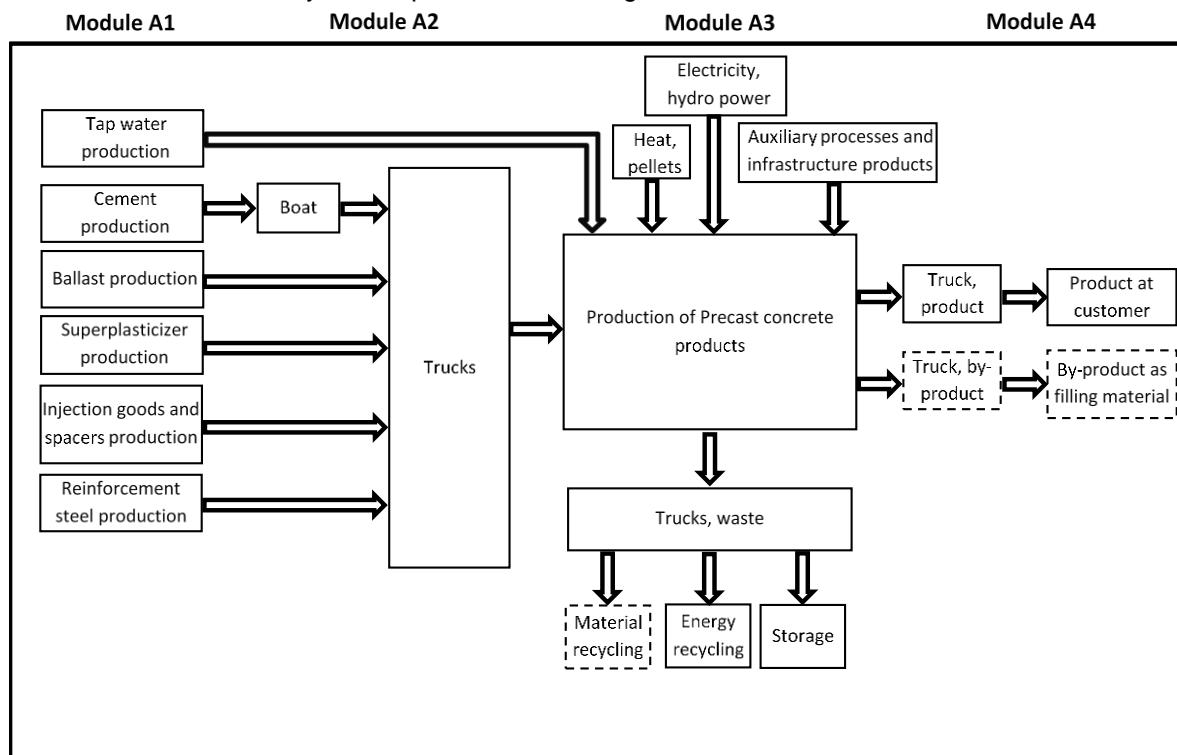 Module A1
Module A2
Module A3
Module A4
Electricity,
hydro power
Tap water
production
Heat,
pellets
Auxiliary processes and
infrastructure products
Cement
production
Boat
Ballast production
Truck,
product
Product at
customer
Superplasticizer
production
Production of Precast concrete
products
Trucks
Truck, by-
product
By-product as
filling material
Injection goods and
spacers production
Reinforcement
steel production
Trucks, waste
Material
recycling
Energy
recycling
Storage